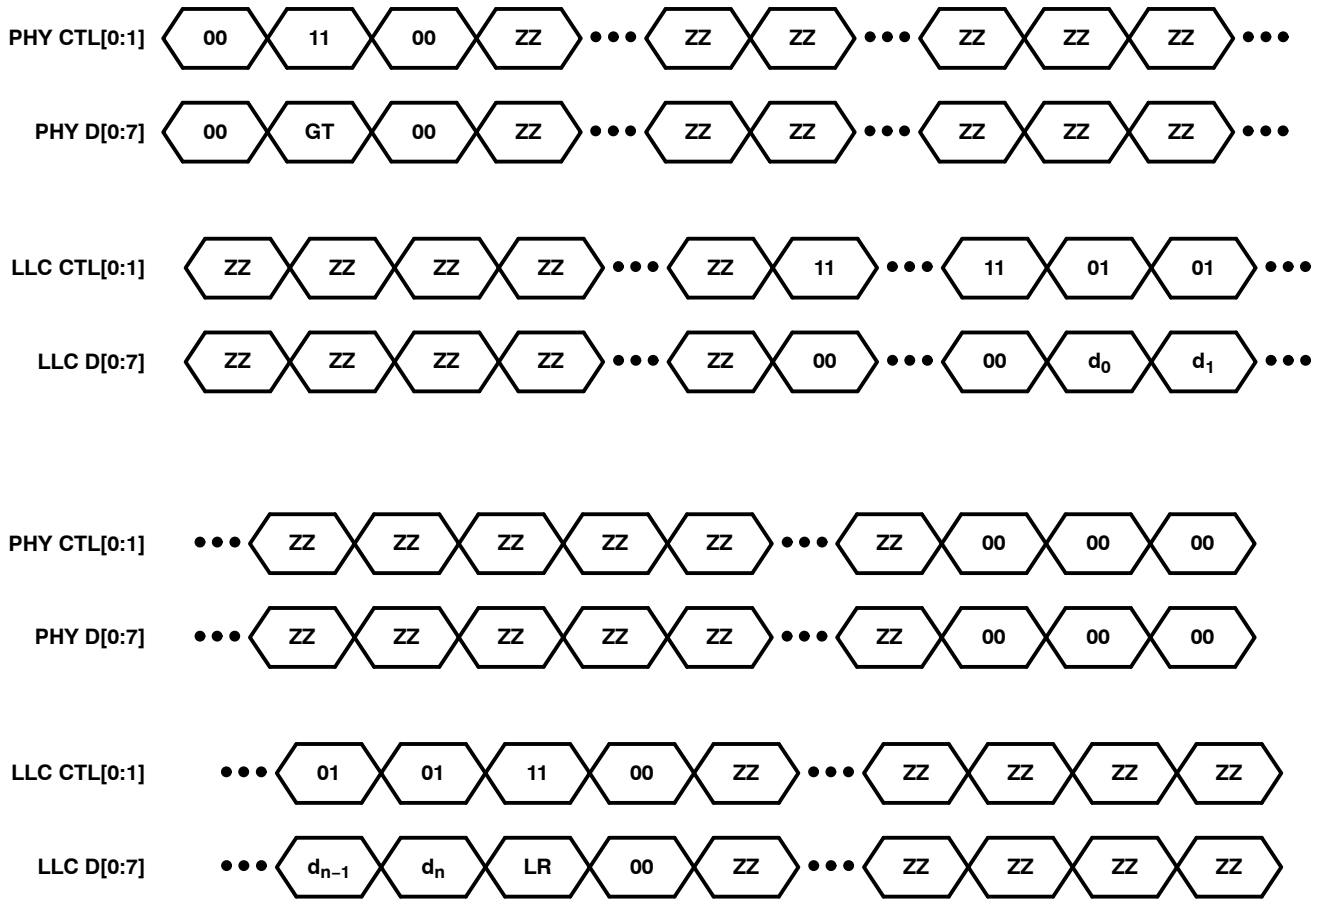 PHY CTL[0:1] 00 11 00 ZZ ••• ZZ ZZ ••• ZZ ZZ ZZ •••
PHY D[0:7] 00 GT 00 ZZ ••• ZZ ZZ ••• ZZ ZZ ZZ •••
LLC CTL[0:1] ZZ ZZ ZZ ZZ ••• ZZ 11 ••• 11 01 01 •••
LLC D[0:7] ZZ ZZ ZZ ZZ ••• ZZ 00 ••• 00 d0 d1 •••
PHY CTL[0:1] ••• ZZ ZZ ZZ ZZ ZZ ••• ZZ 00 00 00
PHY D[0:7] ••• ZZ ZZ ZZ ZZ ZZ ••• ZZ 00 00 00
LLC CTL[0:1] ••• 01 01 11 00 ZZ ••• ZZ ZZ ZZ ZZ
LLC D[0:7] ••• dn−1 dn LR 00 ZZ ••• ZZ ZZ ZZ ZZ